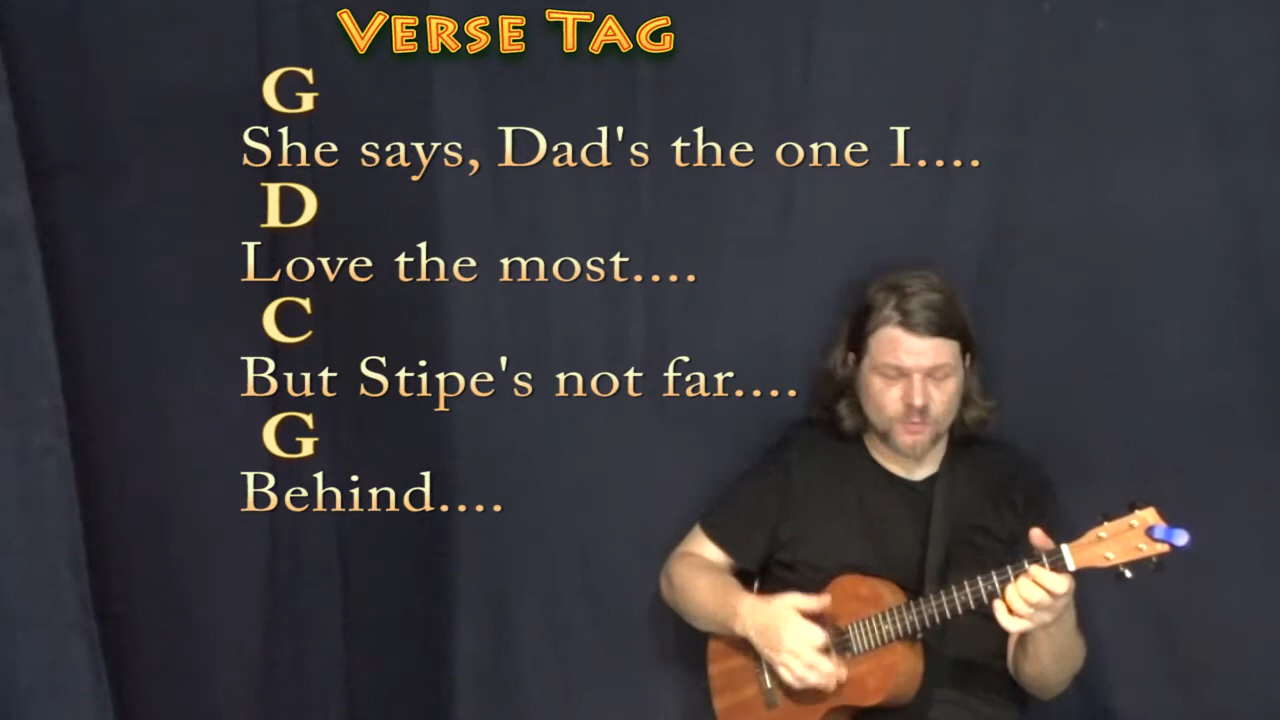 Verse Tag
G
She says, Dad's the one I....
D
Love the most....
C
But Stipe's not far....
G
Behind....